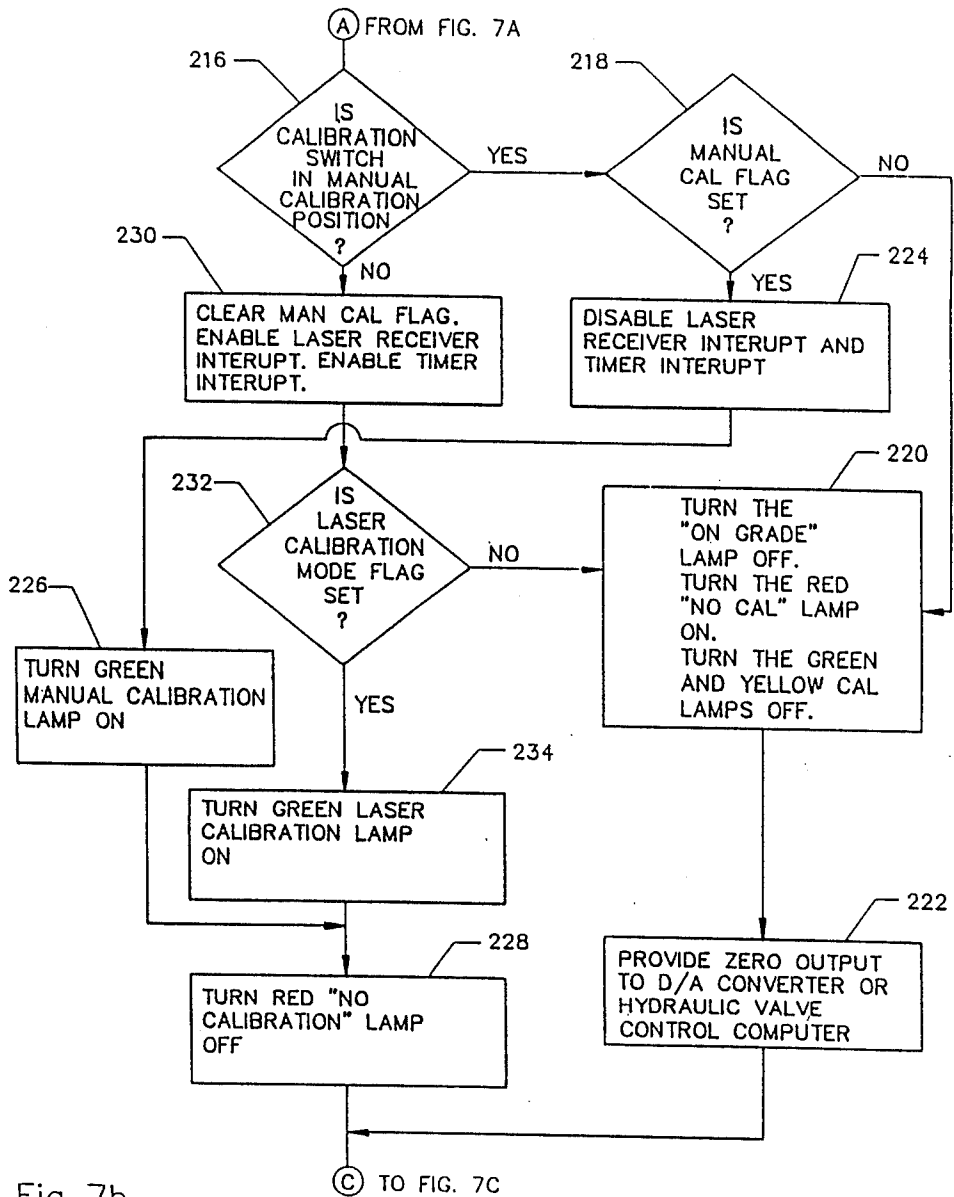 A FROM FIG. 7A
216
IS
CALIBRATION
SWITCH
IN MANUAL
CALIBRATION
POSITION
?
YES
218
IS
MANUAL
CAL FLAG
SET
?
NO
230
NO
CLEAR MAN CAL FLAG.
ENABLE LASER RECEIVER
INTERUPT. ENABLE TIMER
INTERUPT.
YES
224
DISABLE LASER
RECEIVER INTERUPT AND
TIMER INTERUPT
232
IS
LASER
CALIBRATION
MODE FLAG
SET
?
NO
220
TURN THE
"ON GRADE"
LAMP OFF.
TURN THE RED
"NO CAL" LAMP
ON.
TURN THE GREEN
AND YELLOW CAL
LAMPS OFF.
226
TURN GREEN
MANUAL CALIBRATION
LAMP ON
YES
234
TURN GREEN LASER
CALIBRATION LAMP
ON
228
TURN RED "NO
CALIBRATION" LAMP
OFF
222
PROVIDE ZERO OUTPUT
TO D/A CONVERTER OR
HYDRAULIC VALVE
CONTROL COMPUTER
C TO FIG. 7C
Fig. 7b